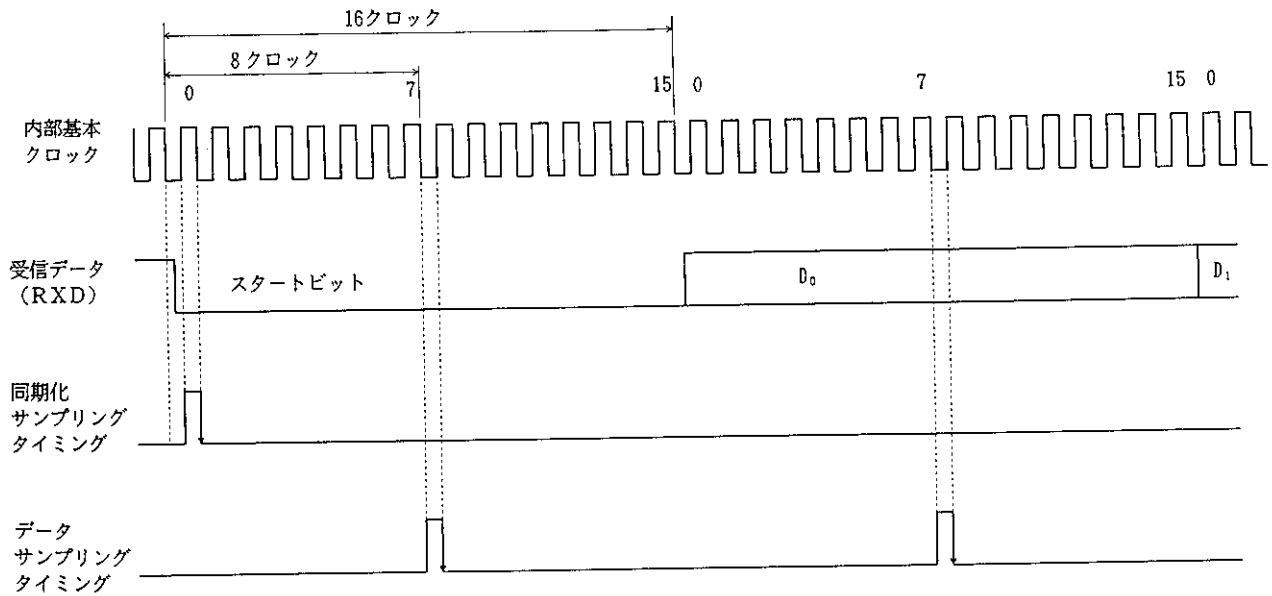 16クロック
8クロック
0 7 15 0 7 15 0
内部基本
クロック
受信データ
(RXD)
スタートビット
D₀
D₁
同期化
サンプリング
タイミング
データ
サンプリング
タイミング